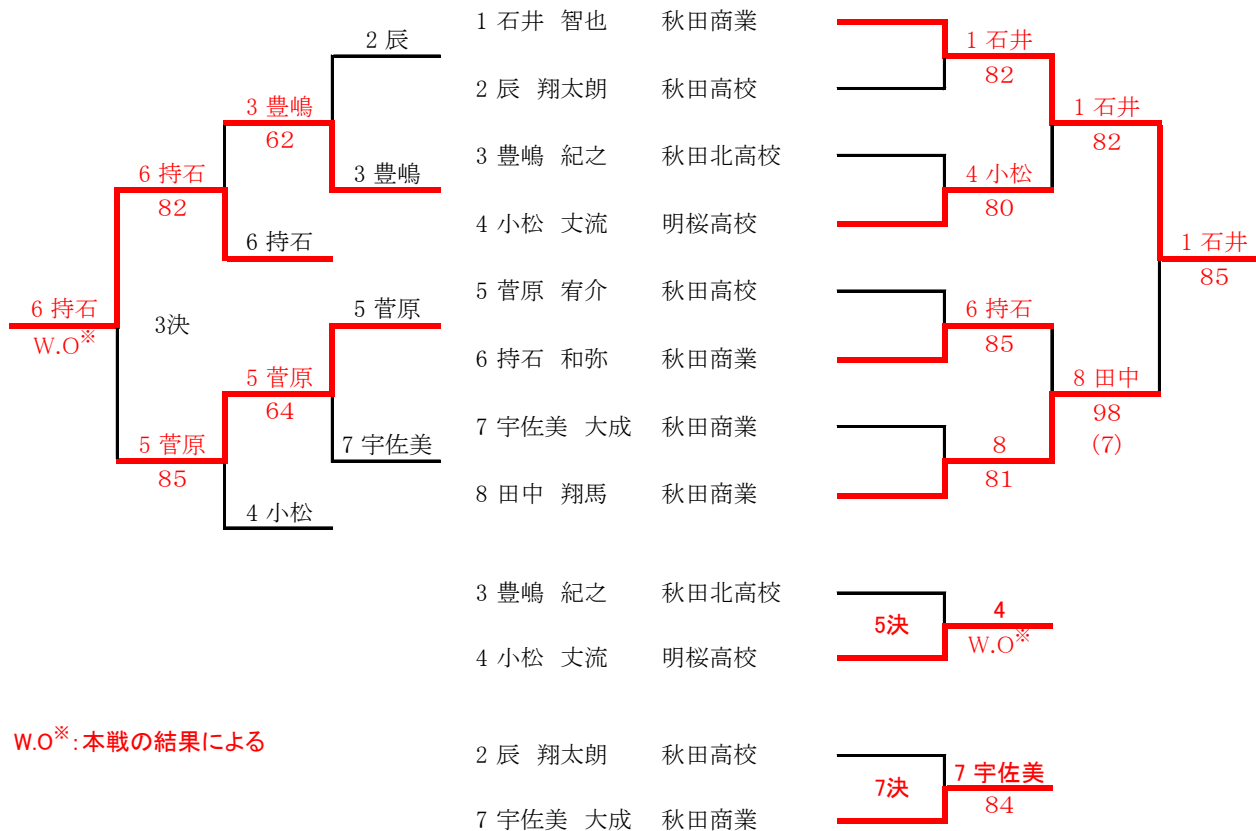 1 石井 智也 秋田商業
2 辰
1 石井
2 辰 翔太朗 秋田高校
82
3 豊嶋
1 石井
62
82
3 豊嶋 紀之 秋田北高校
6 持石
3 豊嶋
4 小松
82
80
4 小松 丈流 明桜高校
6 持石
1 石井
85
5 菅原 宥介 秋田高校
6 持石
3決
5 菅原
6 持石
W.O※
85
6 持石 和弥 秋田商業
5 菅原
8 田中
64
98
(7)
7 宇佐美 大成 秋田商業
5 菅原
7 宇佐美
8
85
81
8 田中 翔馬 秋田商業
4 小松
3 豊嶋 紀之 秋田北高校
5決
4
W.O※
4 小松 丈流 明桜高校
W.O※:本戦の結果による
2 辰 翔太朗 秋田高校
7決
7 宇佐美
84
7 宇佐美 大成 秋田商業